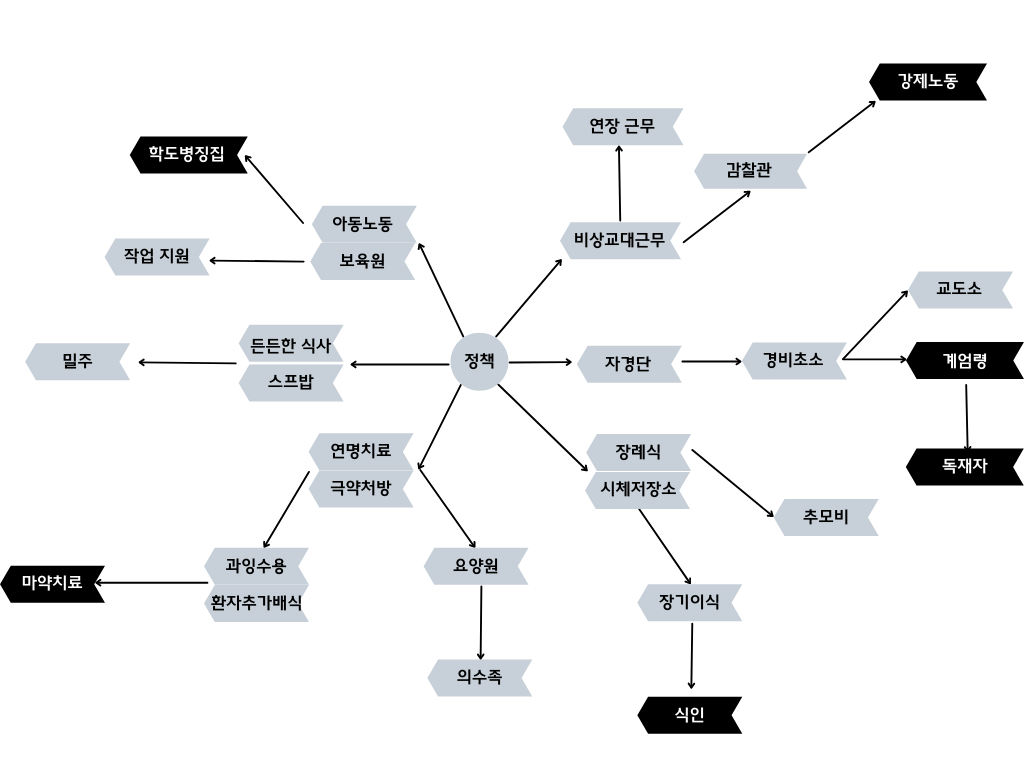 강제노동
연장 근무
학도병징집
감찰관
아동노동
비상교대근무
작업 지원
보육원
교도소
든든한 식사
밀주
정책
자경단
경비초소
계엄령
스프밥
연명치료
장례식
독재자
극약처방
시체저장소
추모비
과잉수용
요양원
마약치료
환자추가배식
장기이식
의수족
식인